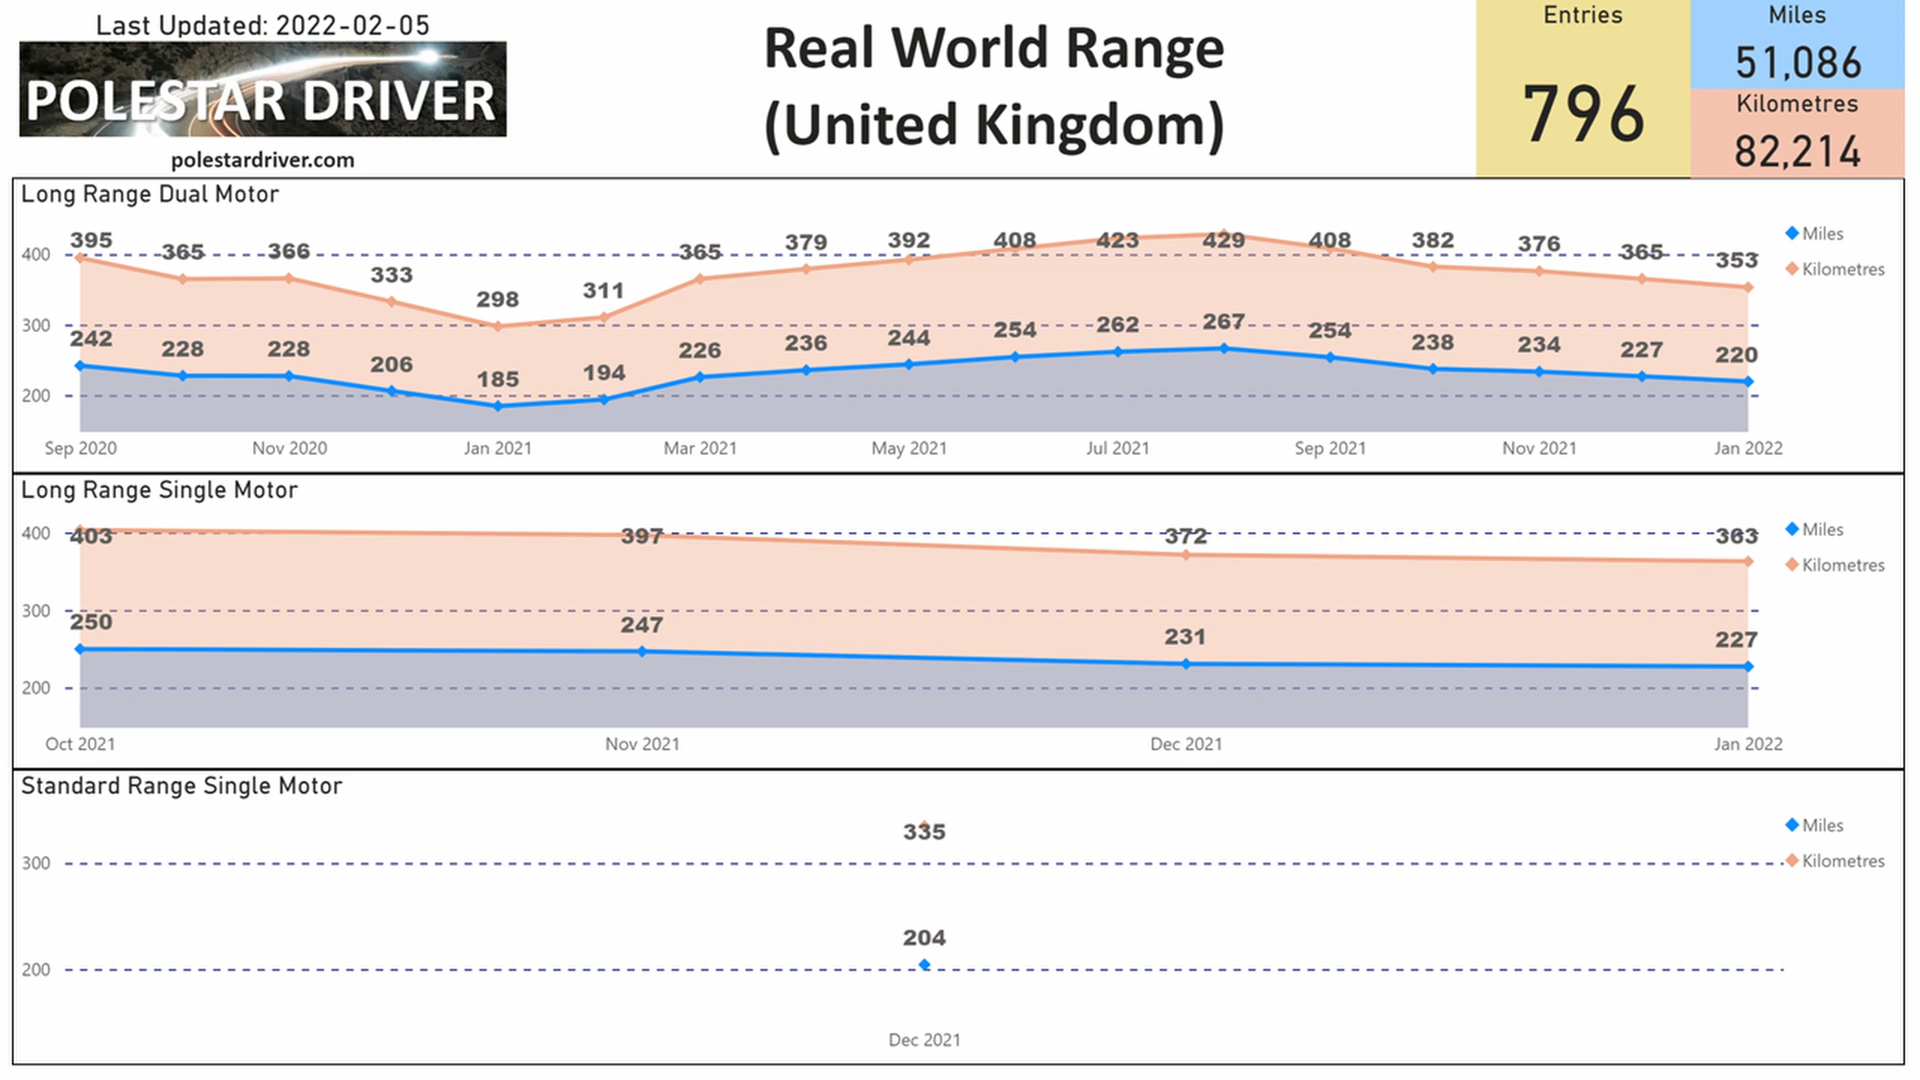 Last Updated: 2022-02-05
POLESTAR DRIVER
polestardriver.com
Real World Range
(United Kingdom)
Entries
796
Miles
51,086
Kilometres
82,214
Long Range Dual Motor
395 365 366 333 298 311 365 379 392 408 423 429 408 382 376 365 353
242 228 228 206 185 194 226 236 244 254 262 267 254 238 234 227 220
400
300
200
Sep 2020 Nov 2020 Jan 2021 Mar 2021 May 2021 Jul 2021 Sep 2021 Nov 2021 Jan 2022
Miles
Kilometres
Long Range Single Motor
403 397 372 363
250 247 231 227
400
300
200
Oct 2021 Nov 2021 Dec 2021 Jan 2022
Miles
Kilometres
Standard Range Single Motor
335
204
300
200
Dec 2021
Miles
Kilometres